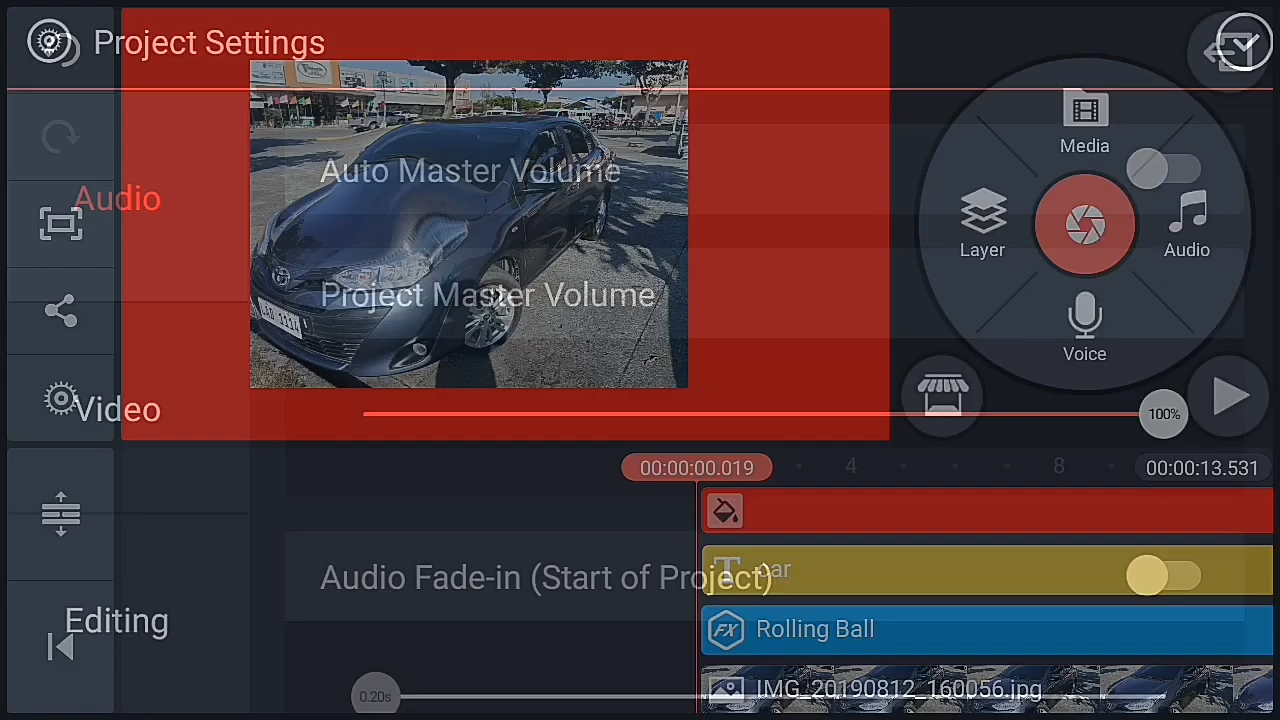 Project Settings
Media
Auto Master Volume
Audio
Layer
Audio
Project Master Volume
Voice
Video
100%
00:00:00.019
4
8
00:00:13.531
car
Audio Fade-in (Start of Project)
Editing
FX Rolling Ball
0.20s
IMG_20190812_160056.jpg